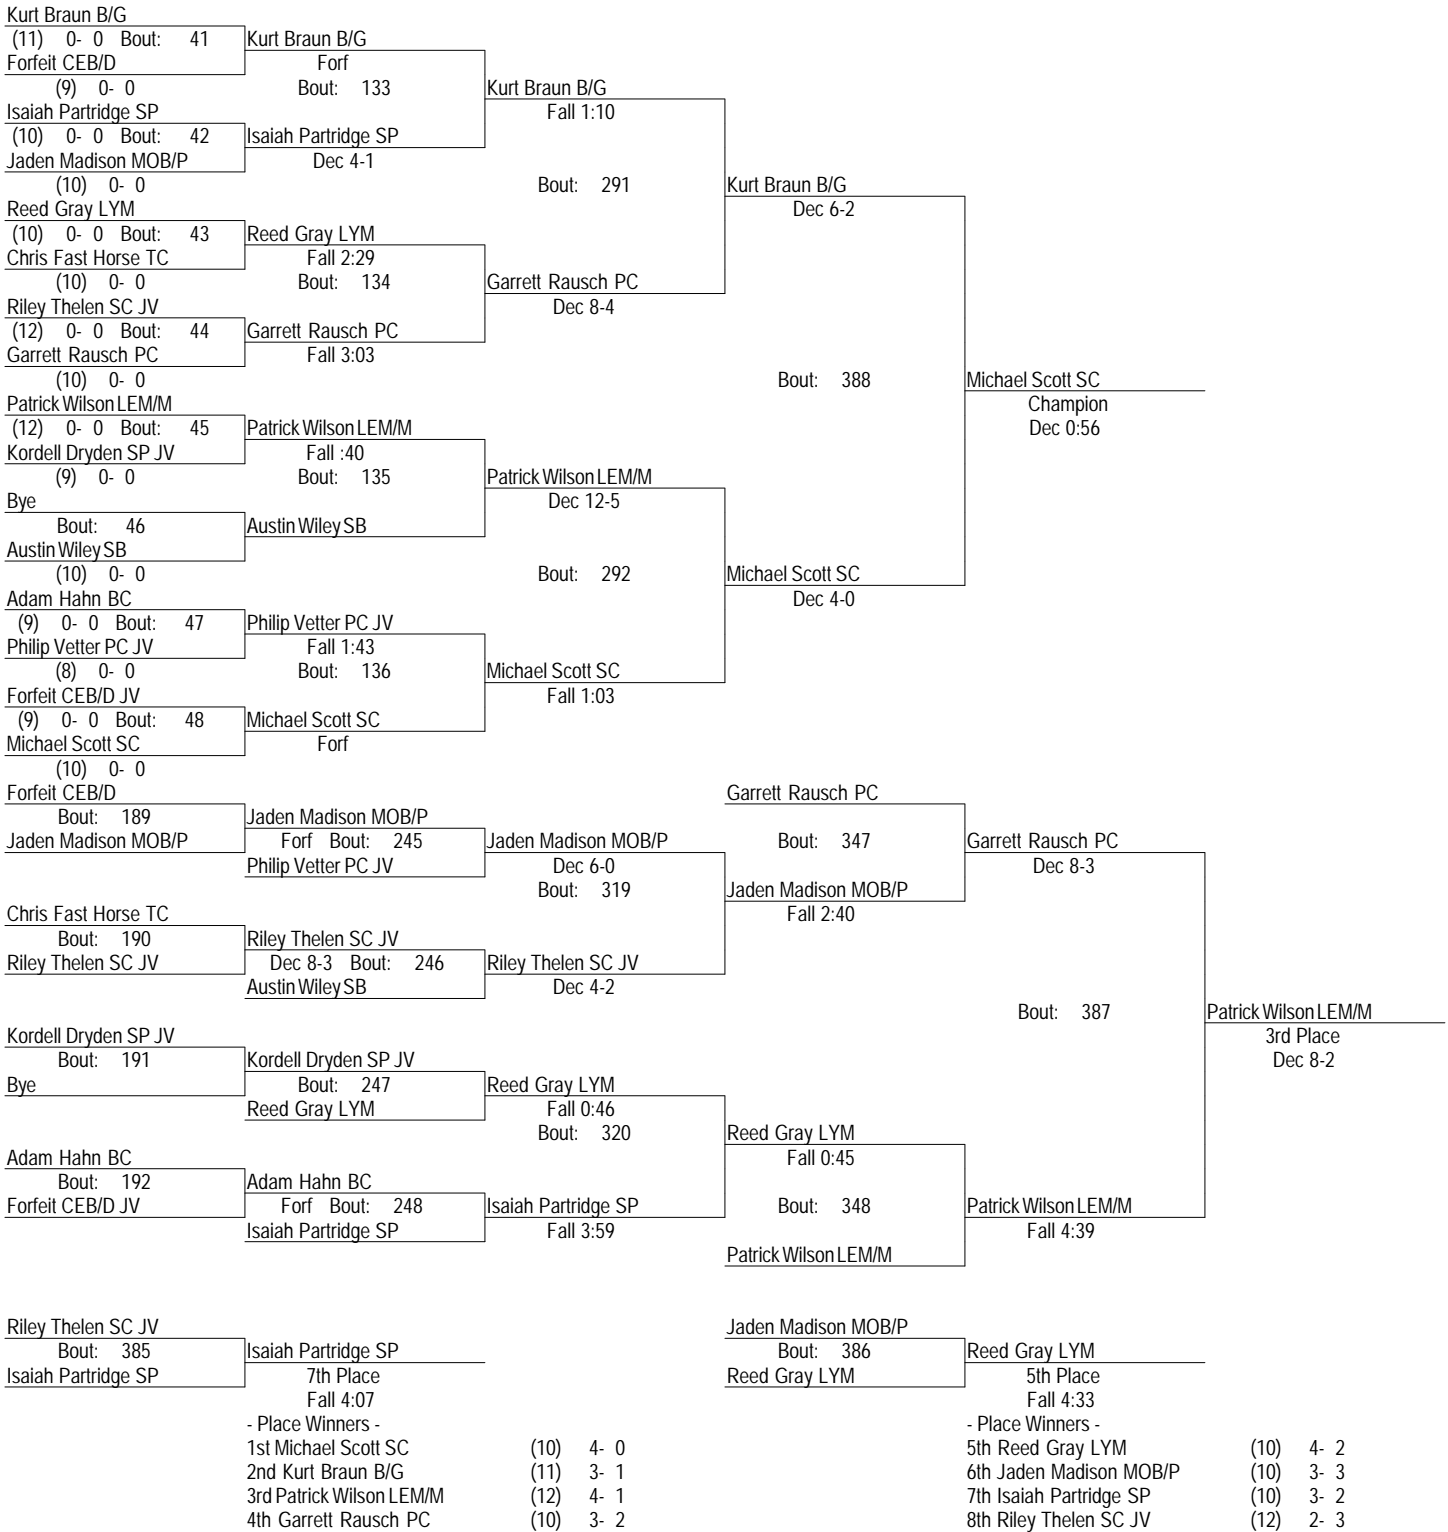 Kurt Braun B/G
(11) 0- 0 Bout: 41 Kurt Braun B/G
Forfeit CEB/D Forf
(9) 0- 0 Bout: 133 Kurt Braun B/G
Isaiah Partridge SP Fall 1:10
(10) 0- 0 Bout: 42 Isaiah Partridge SP
Jaden Madison MOB/P Dec 4-1
(10) 0- 0 Bout: 291 Kurt Braun B/G
Reed Gray LYM Dec 6-2
(10) 0- 0 Bout: 43 Reed Gray LYM
Chris Fast Horse TC Fall 2:29
(10) 0- 0 Bout: 134 Garrett Rausch PC
Riley Thelen SC JV Dec 8-4
(12) 0- 0 Bout: 44 Garrett Rausch PC
Garrett Rausch PC Fall 3:03
(10) 0- 0 Bout: 388 Michael Scott SC
Patrick Wilson LEM/M Champion
(12) 0- 0 Bout: 45 Patrick Wilson LEM/M Dec 0:56
Kordell Dryden SP JV Fall :40
(9) 0- 0 Bout: 135 Patrick Wilson LEM/M
Bye Dec 12-5
Bout: 46 Austin Wiley SB
Austin Wiley SB
(10) 0- 0 Bout: 292 Michael Scott SC
Adam Hahn BC Dec 4-0
(9) 0- 0 Bout: 47 Philip Vetter PC JV
Philip Vetter PC JV Fall 1:43
(8) 0- 0 Bout: 136 Michael Scott SC
Forfeit CEB/D JV Fall 1:03
(9) 0- 0 Bout: 48 Michael Scott SC
Michael Scott SC Forf
(10) 0- 0
Forfeit CEB/D Garrett Rausch PC
Bout: 189 Jaden Madison MOB/P
Jaden Madison MOB/P Forf Bout: 245 Jaden Madison MOB/P Bout: 347 Garrett Rausch PC
Philip Vetter PC JV Dec 6-0 Dec 8-3
Bout: 319 Jaden Madison MOB/P
Chris Fast Horse TC Fall 2:40
Bout: 190 Riley Thelen SC JV
Riley Thelen SC JV Dec 8-3 Bout: 246 Riley Thelen SC JV
Austin Wiley SB Dec 4-2
Bout: 387 Patrick Wilson LEM/M
Kordell Dryden SP JV 3rd Place
Bout: 191 Kordell Dryden SP JV Dec 8-2
Bye Bout: 247 Reed Gray LYM
Reed Gray LYM Fall 0:46
Bout: 320 Reed Gray LYM
Adam Hahn BC Fall 0:45
Bout: 192 Adam Hahn BC
Forfeit CEB/D JV Forf Bout: 248 Isaiah Partridge SP Bout: 348 Patrick Wilson LEM/M
Isaiah Partridge SP Fall 3:59 Fall 4:39
Patrick Wilson LEM/M
Riley Thelen SC JV Jaden Madison MOB/P
Bout: 385 Isaiah Partridge SP Bout: 386 Reed Gray LYM
Isaiah Partridge SP 7th Place Reed Gray LYM 5th Place
Fall 4:07 Fall 4:33
- Place Winners - - Place Winners -
1st Michael Scott SC (10) 4- 0 5th Reed Gray LYM (10) 4- 2
2nd Kurt Braun B/G (11) 3- 1 6th Jaden Madison MOB/P (10) 3- 3
3rd Patrick Wilson LEM/M (12) 4- 1 7th Isaiah Partridge SP (10) 3- 2
4th Garrett Rausch PC (10) 3- 2 8th Riley Thelen SC JV (12) 2- 3